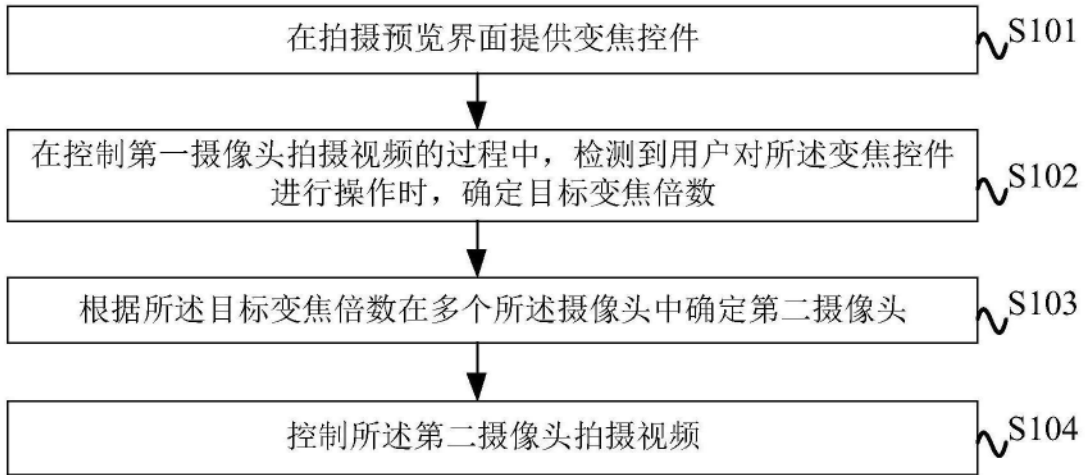 在拍摄预览界面提供变焦控件
S101
在控制第一摄像头拍摄视频的过程中，检测到用户对所述变焦控件
进行操作时，确定目标变焦倍数
S102
根据所述目标变焦倍数在多个所述摄像头中确定第二摄像头
S103
控制所述第二摄像头拍摄视频
S104